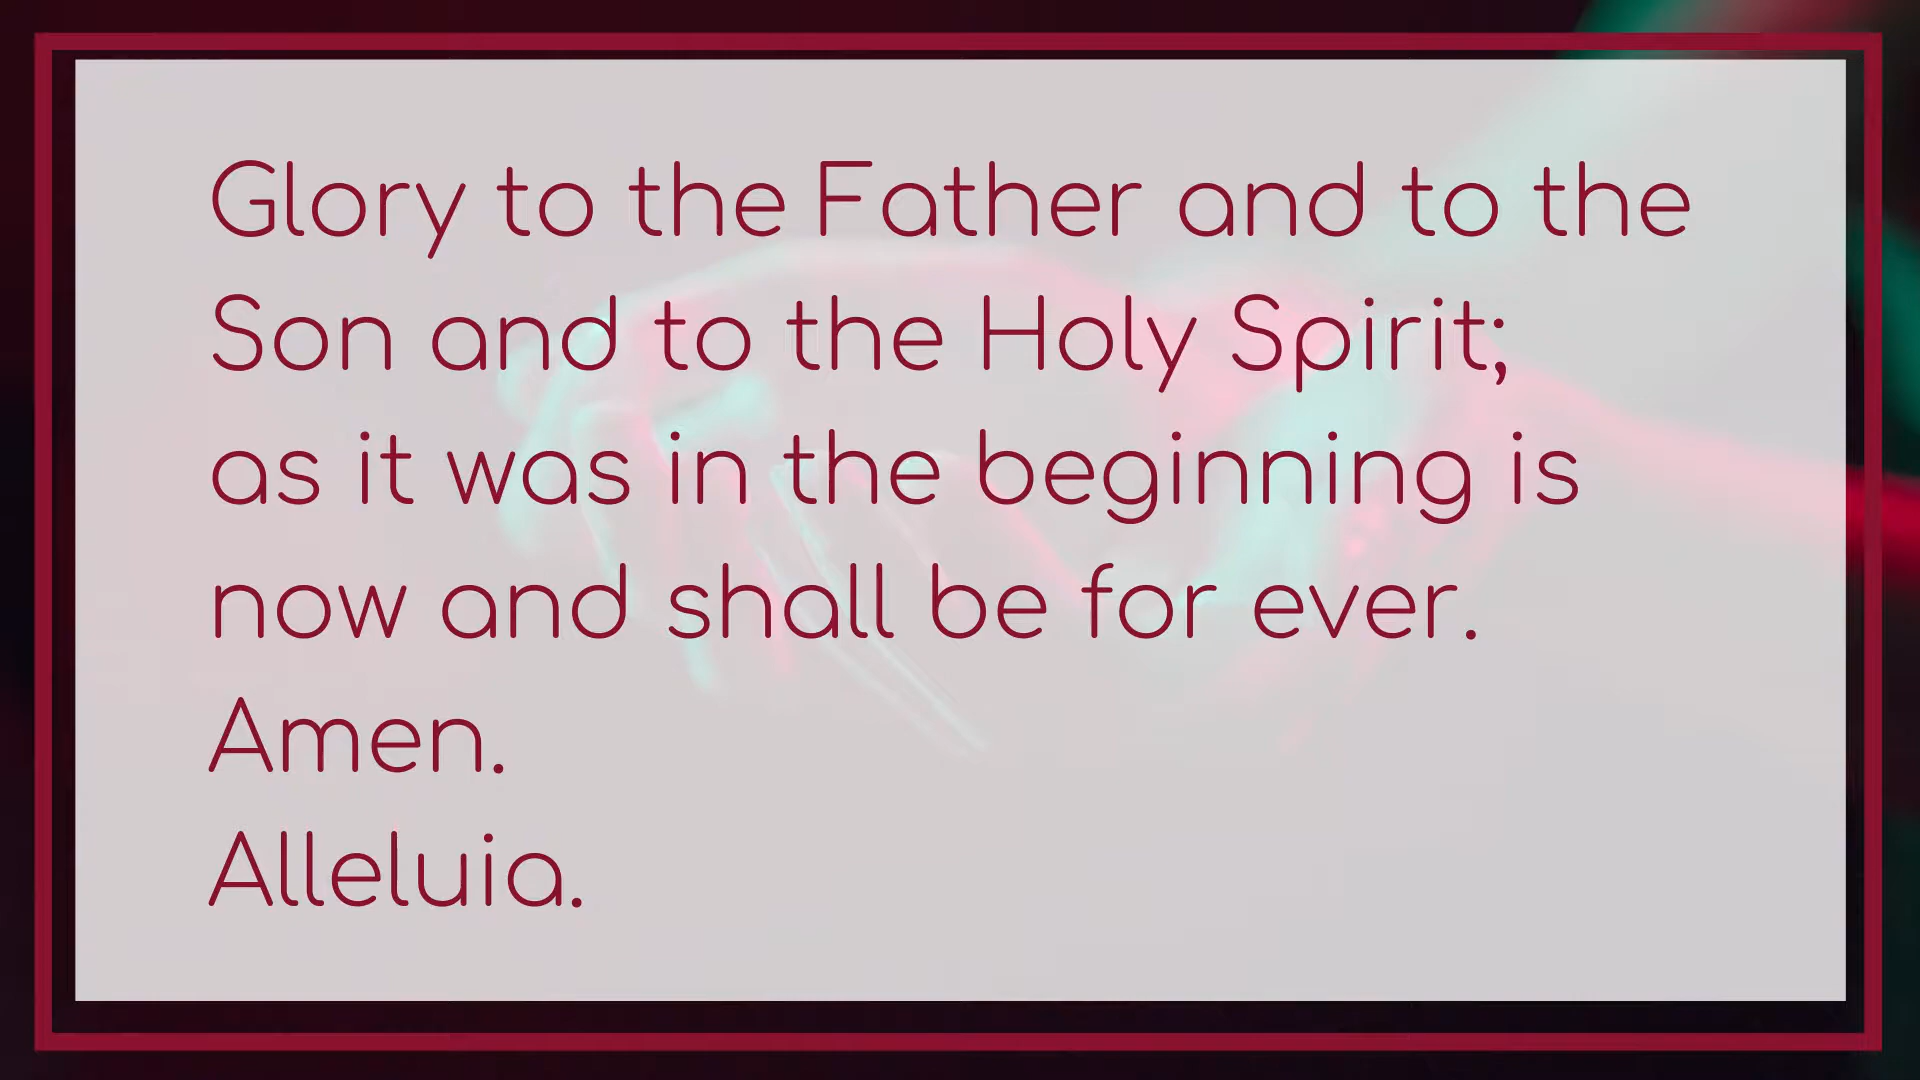 Glory to the Father and to the
Son and to the Holy Spirit;
as it was in the beginning is
now and shall be for ever.
Amen.
Alleluia.